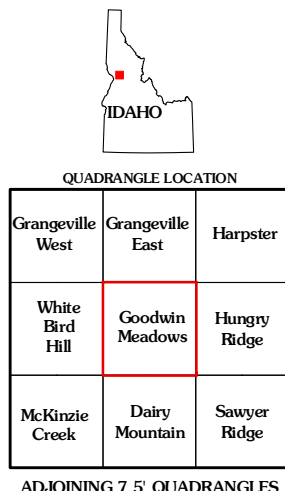 IDAHO
QUADRANGLE LOCATION
Grangeville West
Grangeville East
Harpster
White Bird Hill
Goodwin Meadows
Hungry Ridge
McKinzie Creek
Dairy Mountain
Sawyer Ridge
ADJOINING 7.5' QUADRANGLES